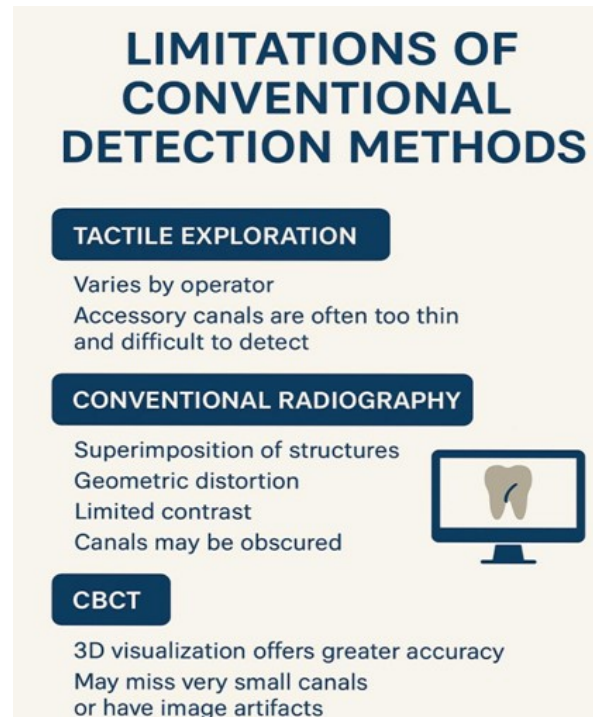 LIMITATIONS OF
CONVENTIONAL
DETECTION METHODS
TACTILE EXPLORATION
Varies by operator
Accessory canals are often too thin
and difficult to detect
CONVENTIONAL RADIOGRAPHY
Superimposition of structures
Geometric distortion
Limited contrast
Canals may be obscured
CBCT
3D visualization offers greater accuracy
May miss very small canals
or have image artifacts